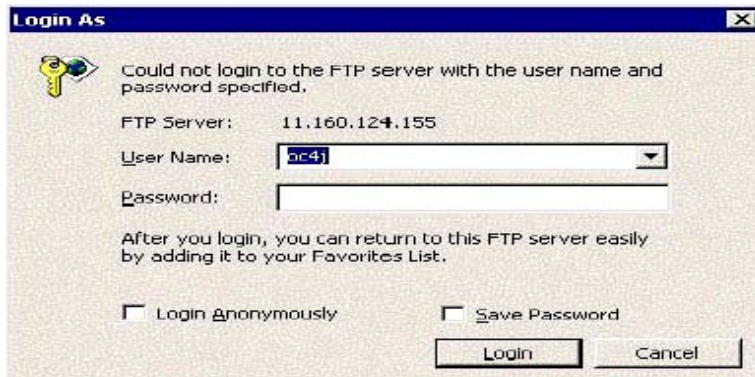 Login As
Could not login to the FTP server with the user name and
password specified.
FTP Server: 11.160.124.155
User Name: oc4j
Password:
After you login, you can return to this FTP server easily
by adding it to your Favorites List.
Login Anonymously Save Password
Login Cancel